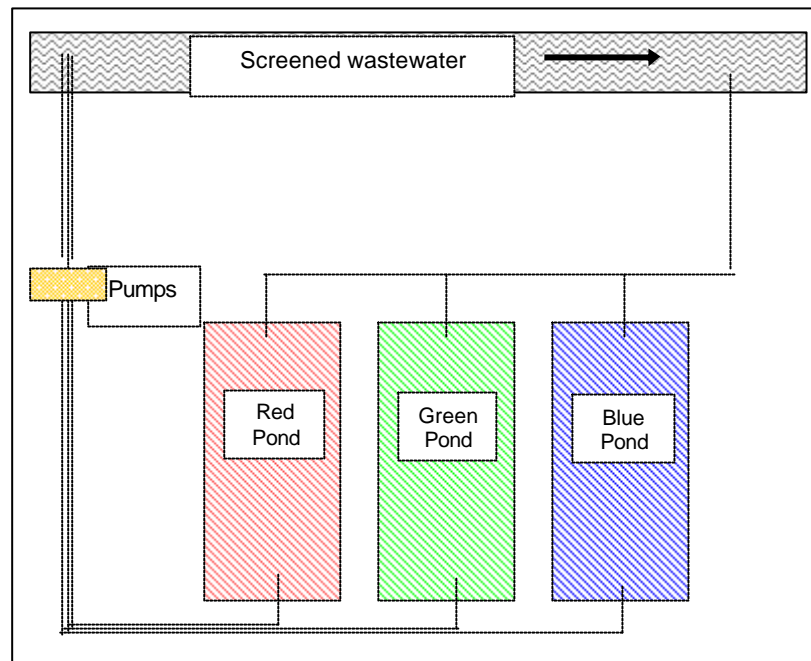 Screened wastewater
Pumps
Red
Pond
Green
Pond
Blue
Pond